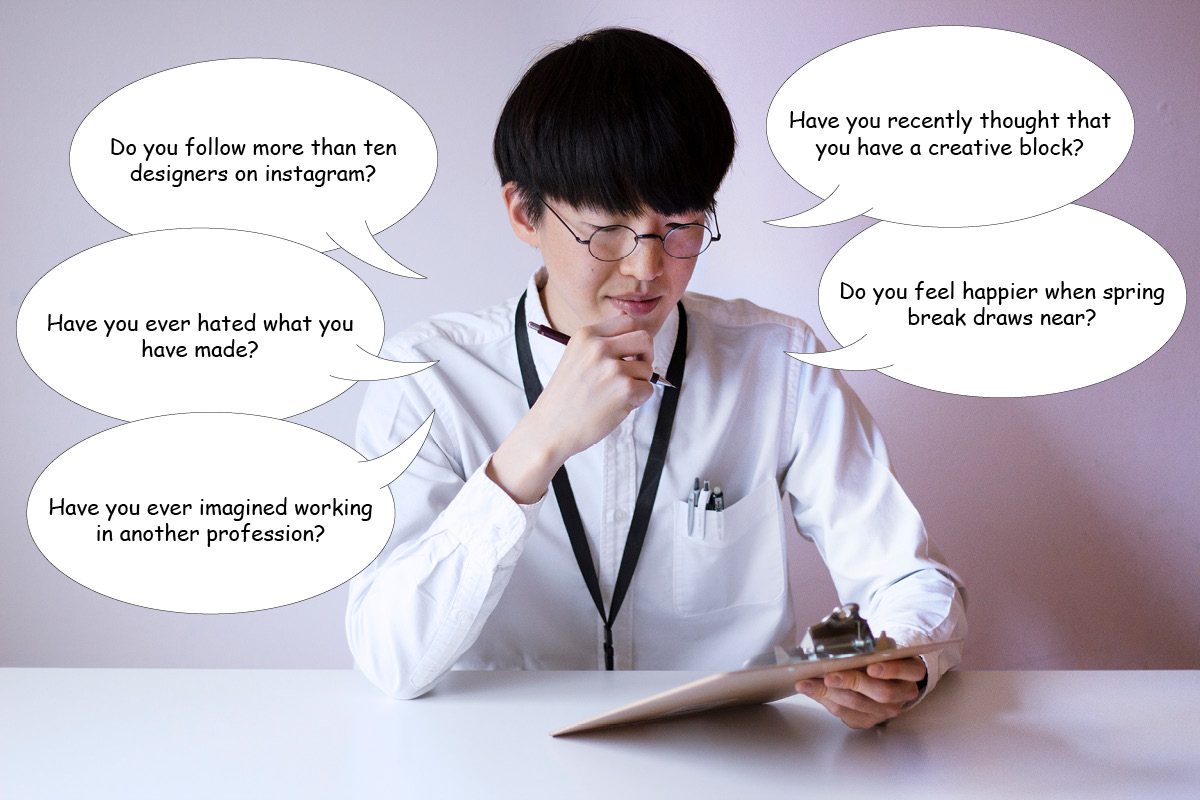 Do you follow more than ten
designers on instagram?
Have you ever hated what you
have made?
Have you ever imagined working
in another profession?
Have you recently thought that
you have a creative block?
Do you feel happier when spring
break draws near?